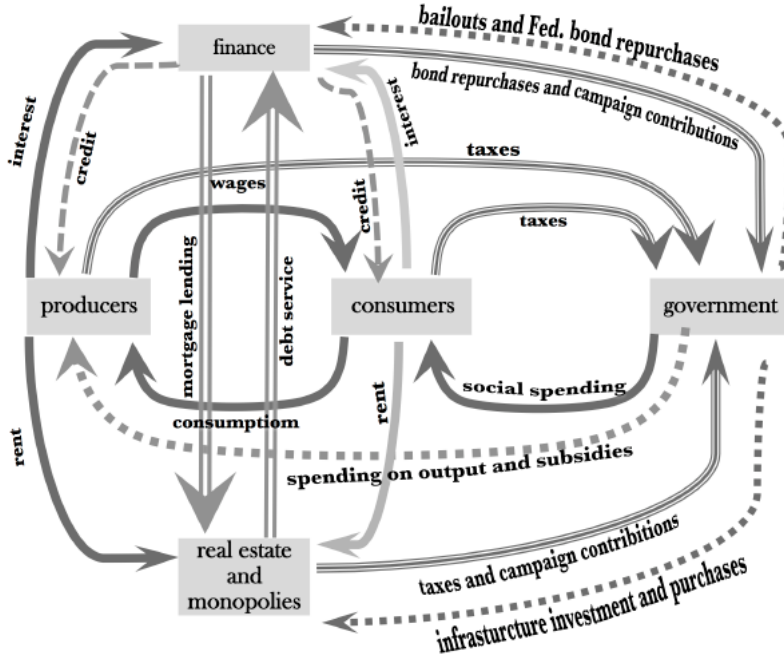 bailouts and Fed. bond repurchases
finance
bond repurchases and campaign contributions
interest
credit
interest
credit
taxes
wages
taxes
mortgage lending
debt service
producers
consumers
government
social spending
rent
consumptiom
rent
spending on output and subsidies
real estate
and
monopolies
taxes and campaign contribitions
infrasturcture investment and purchases